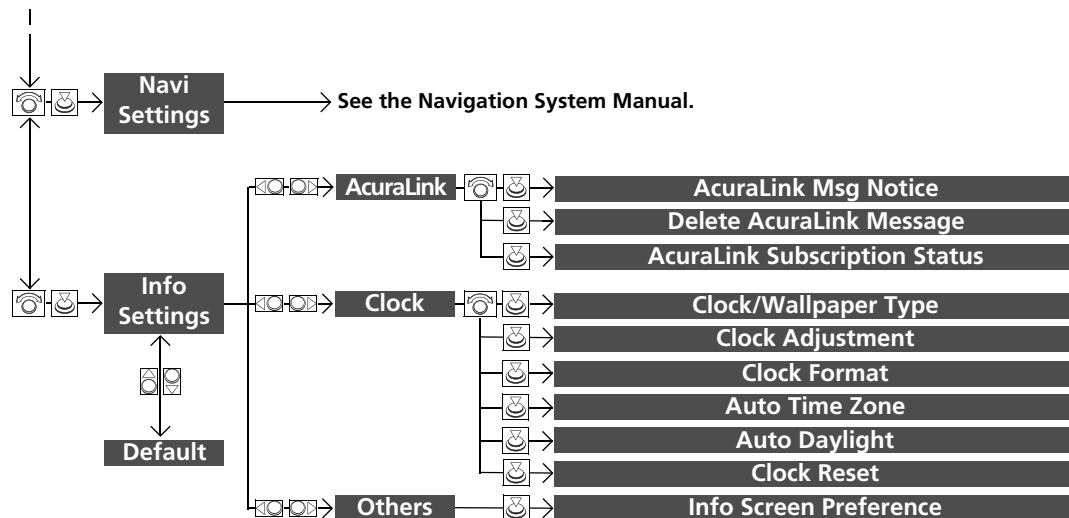 Navi
Settings
See the Navigation System Manual.
AcuraLink
AcuraLink Msg Notice
Delete AcuraLink Message
AcuraLink Subscription Status
Info
Settings
Clock
Clock/Wallpaper Type
Clock Adjustment
Clock Format
Auto Time Zone
Auto Daylight
Clock Reset
Default
Others
Info Screen Preference